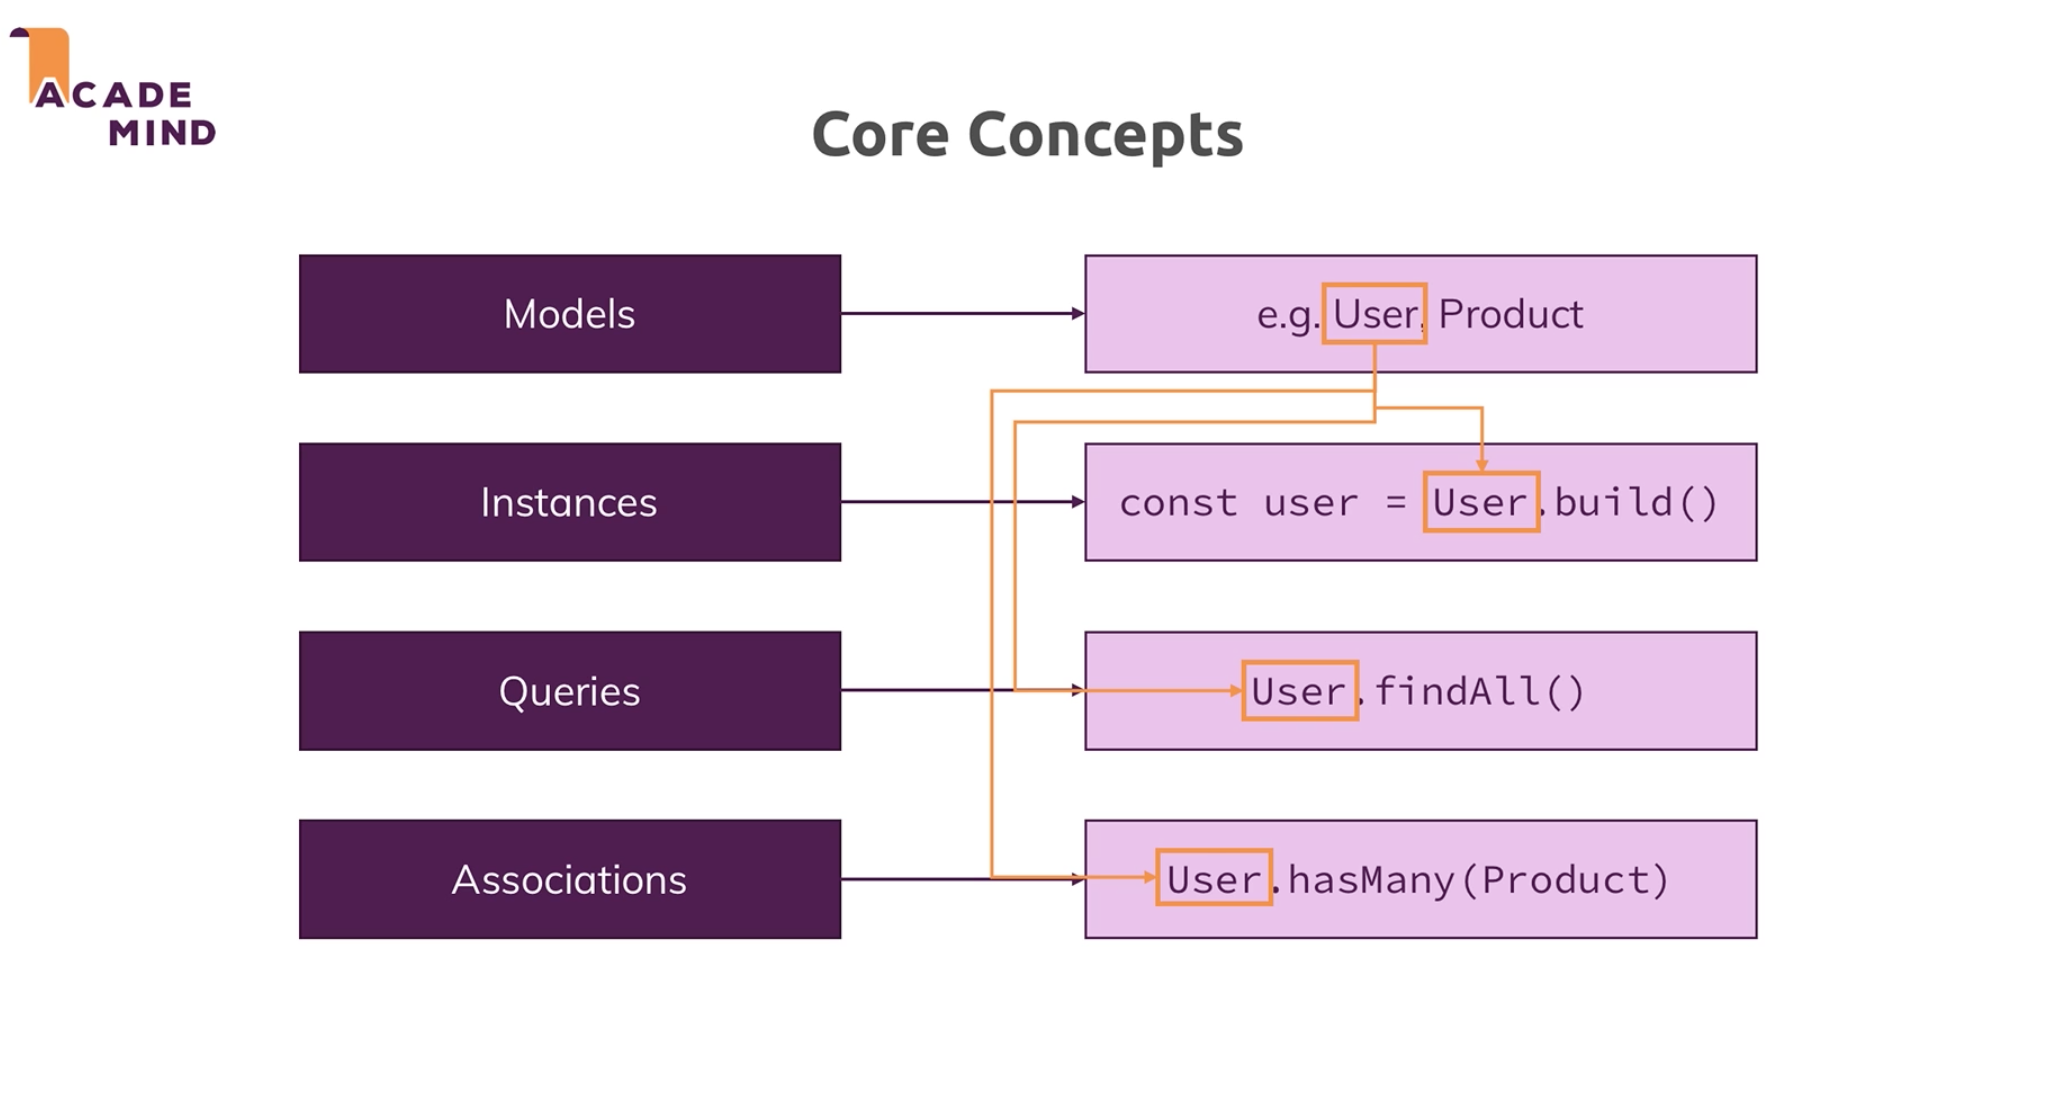 ACADE
MIND
Core Concepts
Models
e.g. User, Product
Instances
const user = User.build()
Queries
User.findAll()
Associations
User.hasMany(Product)